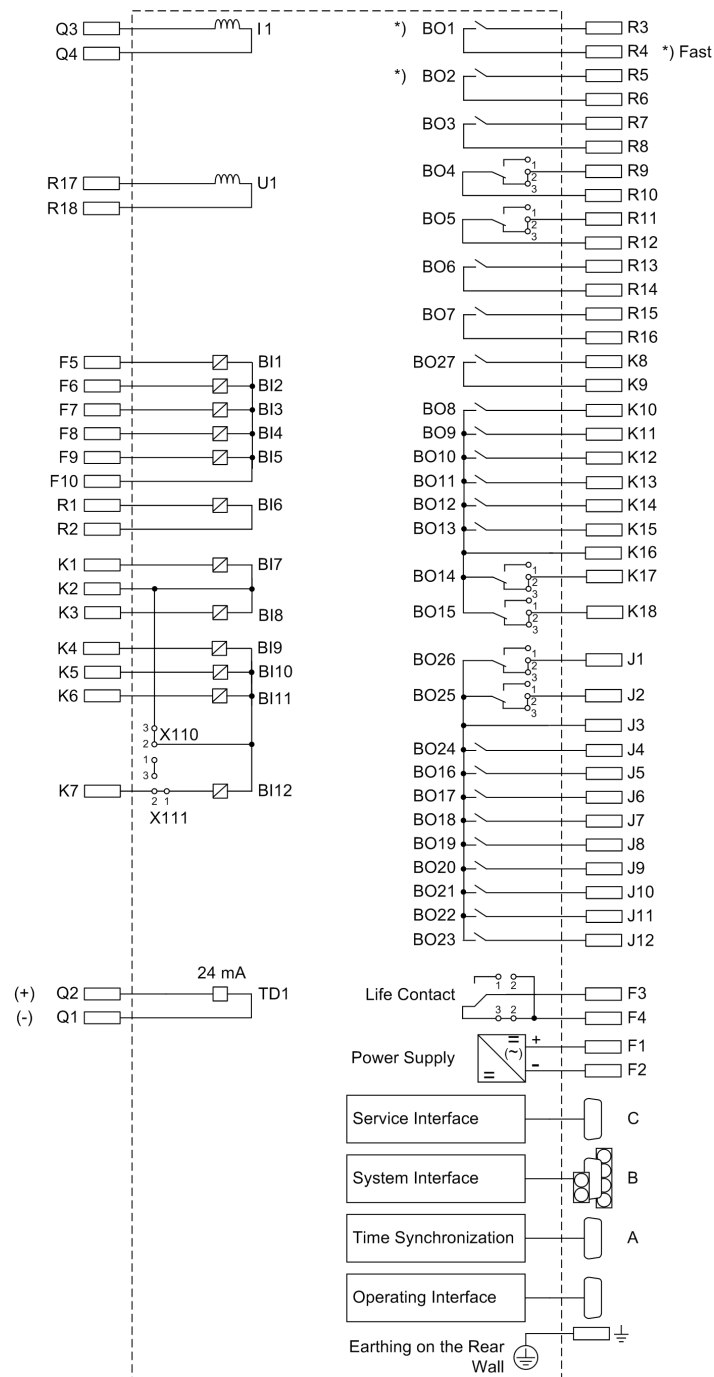 Q3 I1 *) BO1 R3
Q4 R4 *) Fast
*) BO2 R5
R6
BO3 R7
R8
R17 U1 BO4 1 2 3 R9
R18 R10
BO5 1 2 3 R11
R12
BO6 R13
R14
BO7 R15
R16
F5 BI1 BO27 K8
F6 BI2 K9
F7 BI3 BO8 K10
F8 BI4 BO9 K11
F9 BI5 BO10 K12
F10 BO11 K13
R1 BI6 BO12 K14
R2 BO13 K15
K16
K1 BI7 BO14 1 2 3 K17
K2
K3 BI8 BO15 1 2 3 K18
K4 BI9 BO26 1 2 3 J1
K5 BI10
K6 BI11 BO25 1 2 3 J2
3 X110 J3
2
BO24 J4
1
3 BO16 J5
K7 2 1 BI12 BO17 J6
X111 BO18 J7
BO19 J8
BO20 J9
BO21 J10
BO22 J11
BO23 J12
24 mA
(+) Q2 TD1 Life Contact 1 2 F3
(-) Q1 3 2 F4
Power Supply = (~) = + F1
- F2
Service Interface C
System Interface B
Time Synchronization A
Operating Interface
Earthing on the Rear
Wall